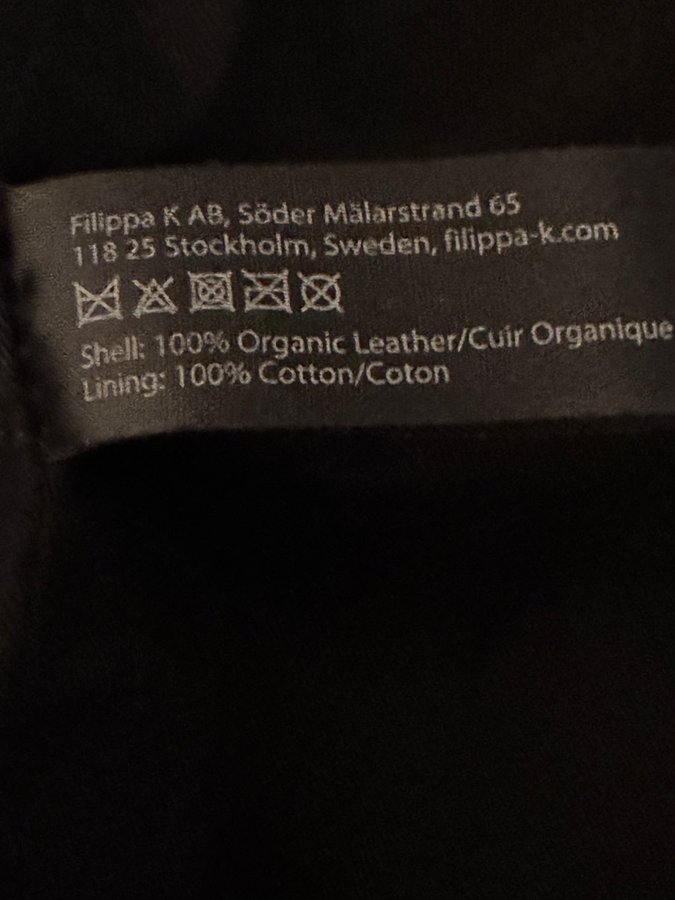 Filippa K AB, Söder Mälarstrand 65
118 25 Stockholm, Sweden, filippa-k.com
Shell: 100% Organic Leather/Cuir Organique
Lining: 100% Cotton/Coton